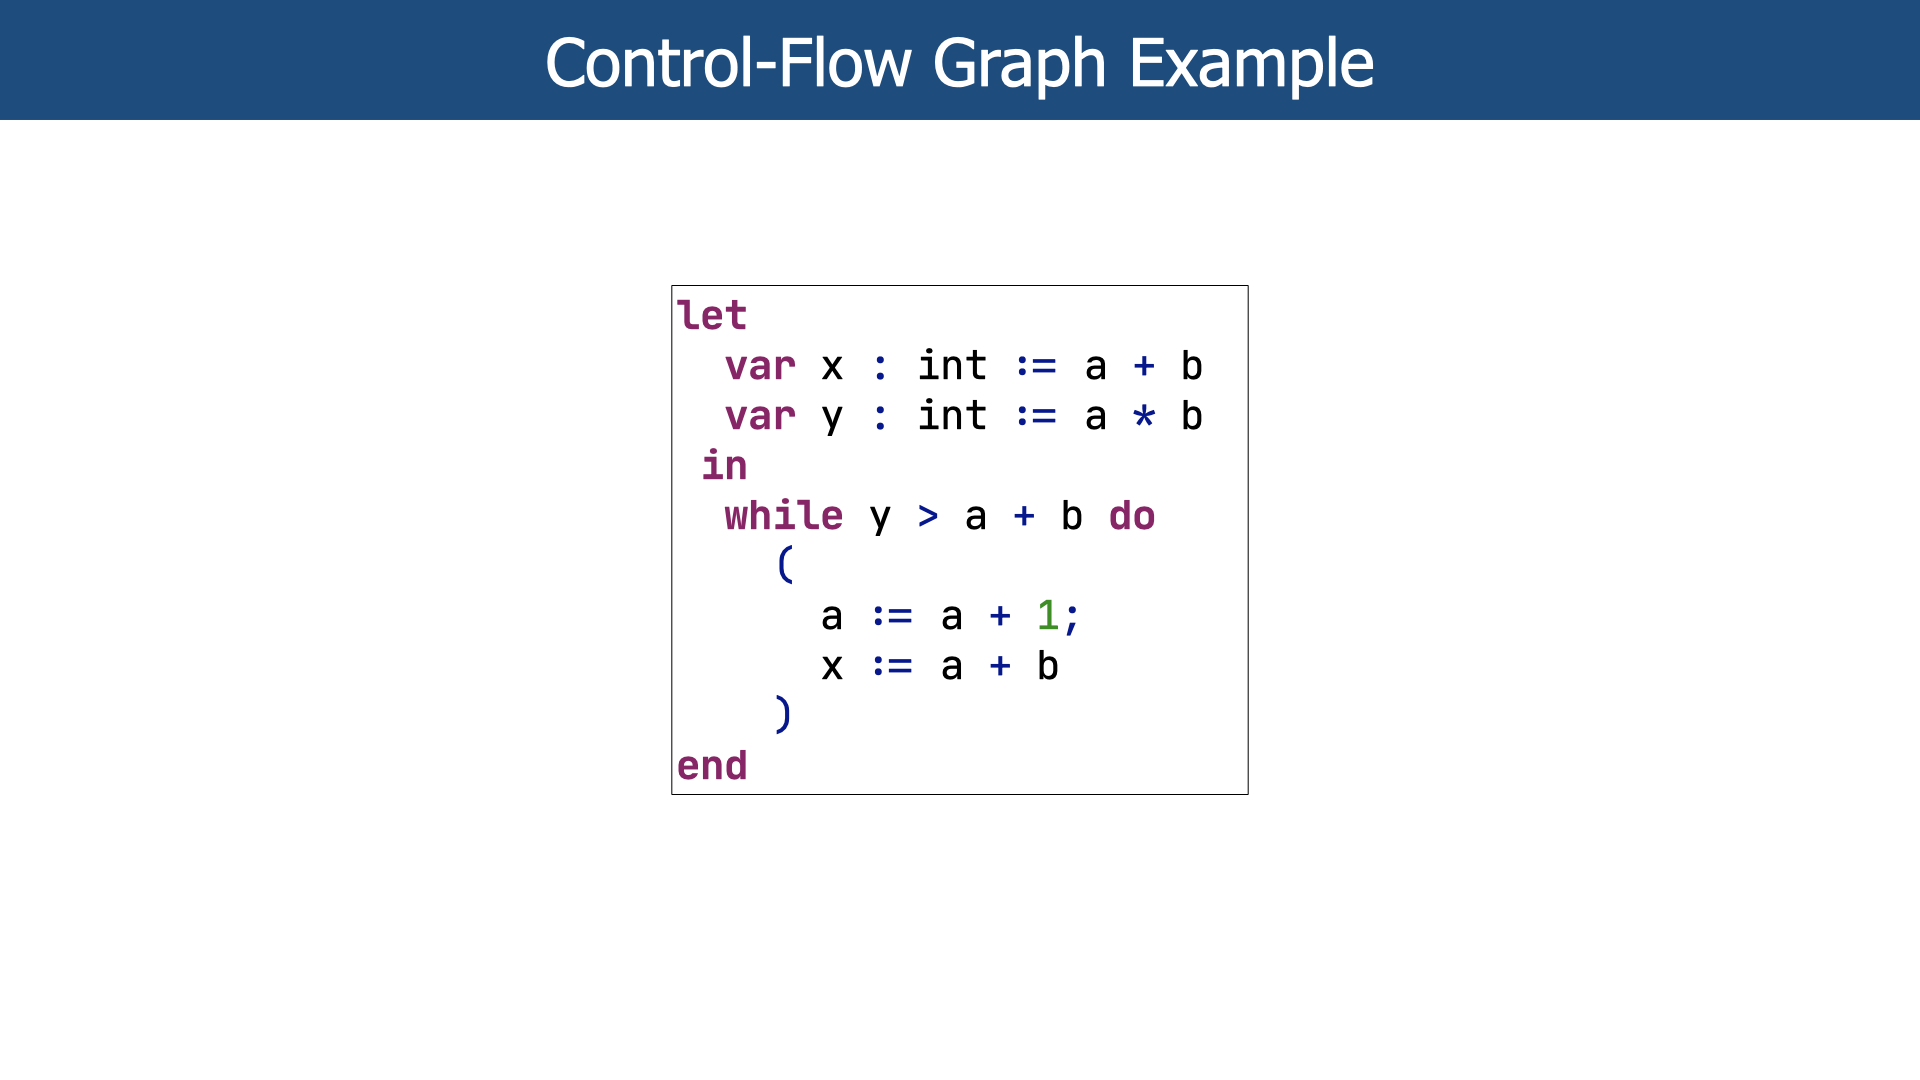 Control-Flow Graph Example
let
  var x : int := a + b
  var y : int := a * b
 in
  while y > a + b do
    (
      a := a + 1;
      x := a + b
    )
end